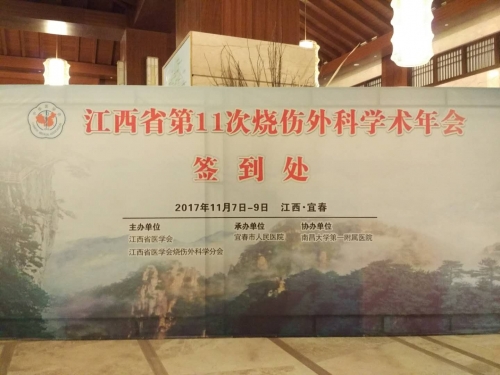 江西省第11次烧伤外科学术年会
签到处
2017年11月7日-9日 江西·宜春
主办单位 承办单位 协办单位
江西省医学会 宜春市人民医院 南昌大学第一附属医院
江西省医学会烧伤外科学分会